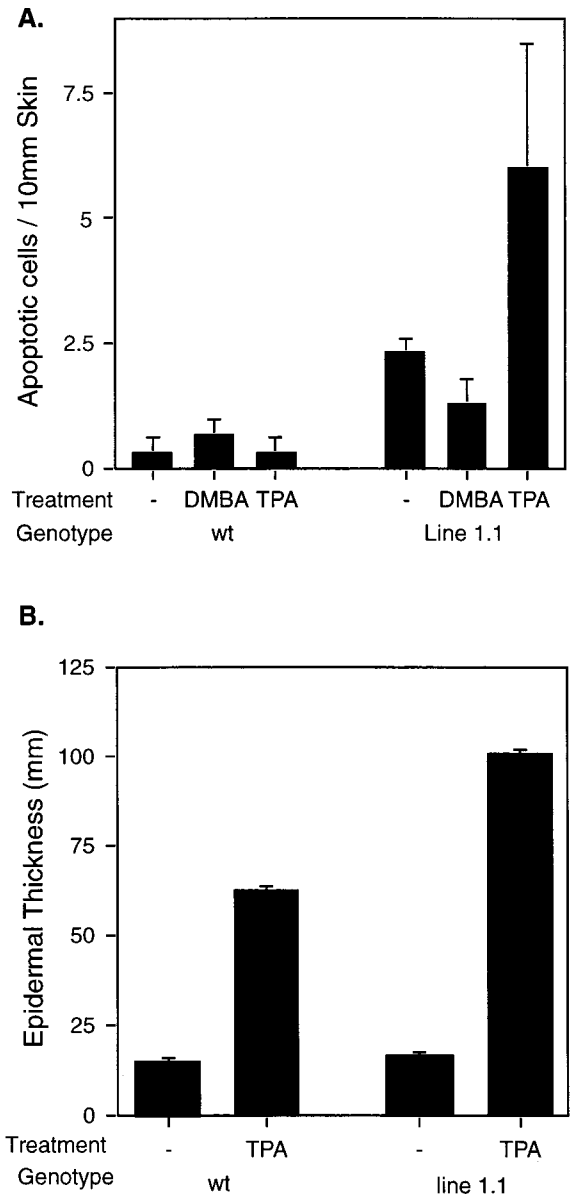 A.
Apoptotic cells / 10mm Skin
7.5
5
2.5
0
Treatment - DMBA TPA - DMBA TPA
Genotype wt Line 1.1
B.
Epidermal Thickness (mm)
125
100
75
50
25
0
Treatment - TPA - TPA
Genotype wt line 1.1